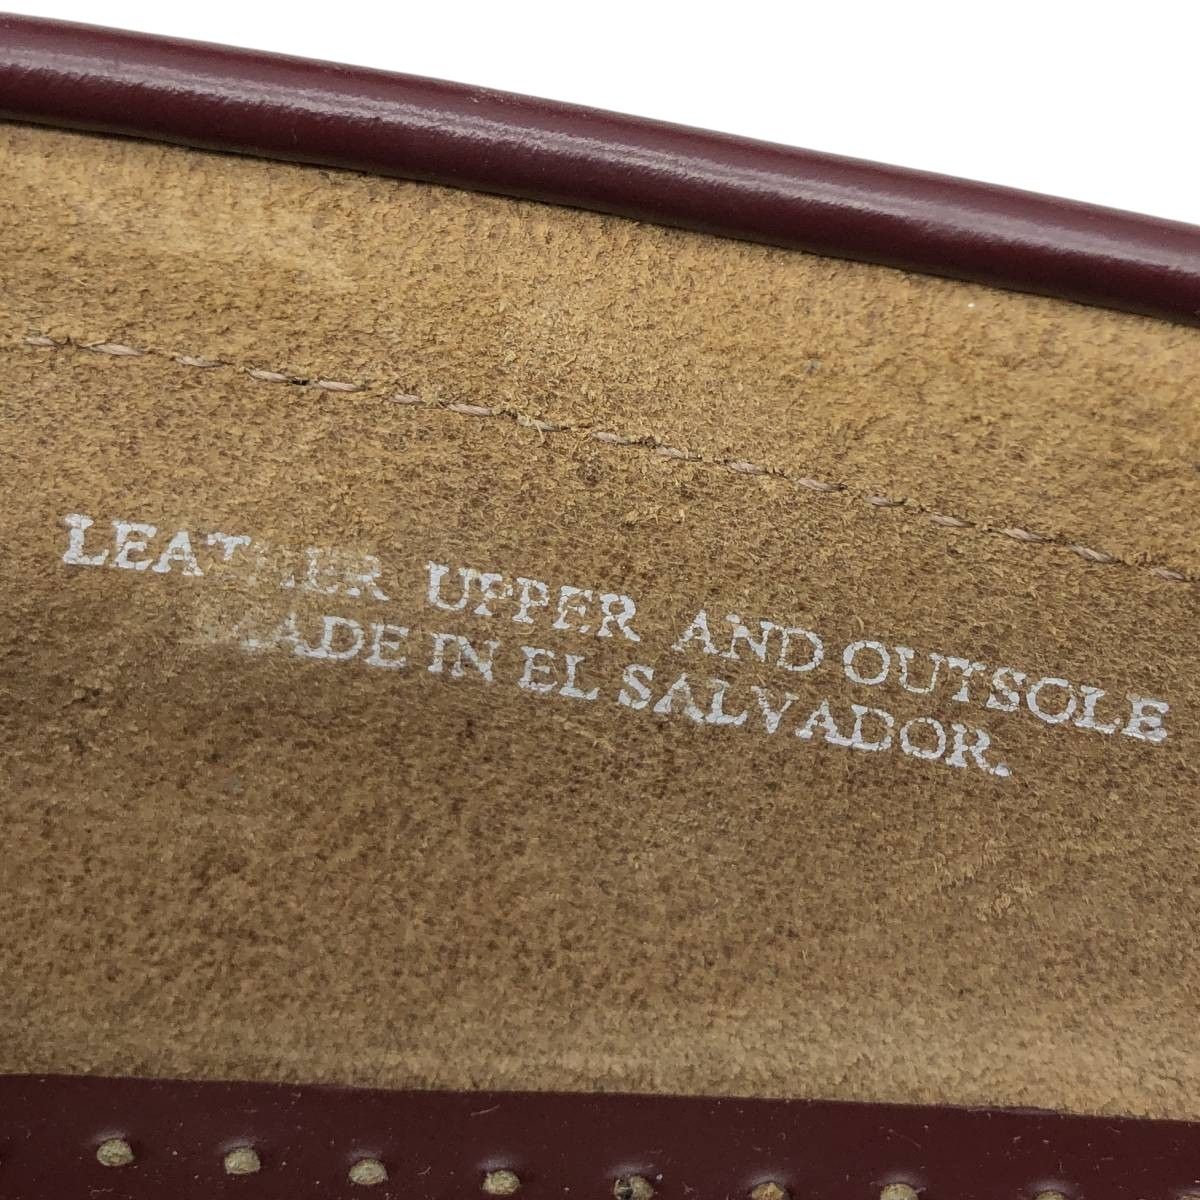 LEATHER UPPER AND OUTSOLE
MADE IN EL SALVADOR.